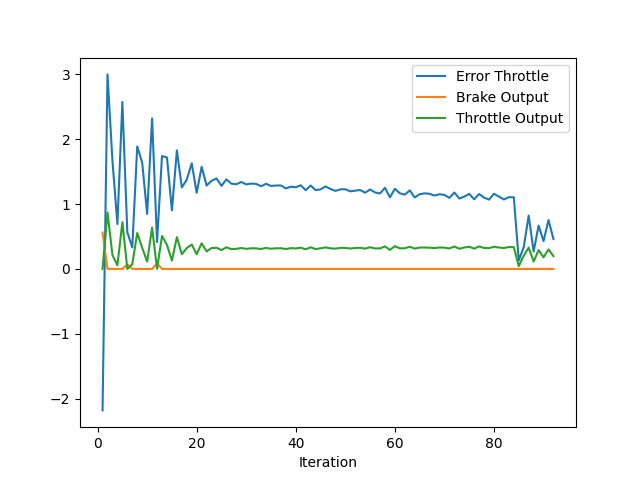 Error Throttle
Brake Output
Throttle Output
3
2
1
0
−1
−2
0 20 40 60 80
Iteration